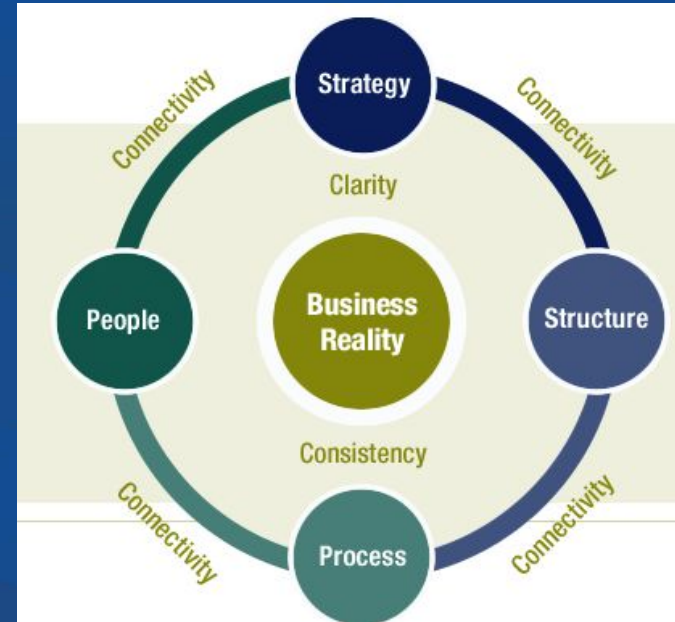 Strategy
Connectivity
Connectivity
Clarity
People
Business
Reality
Structure
Consistency
Connectivity
Connectivity
Process